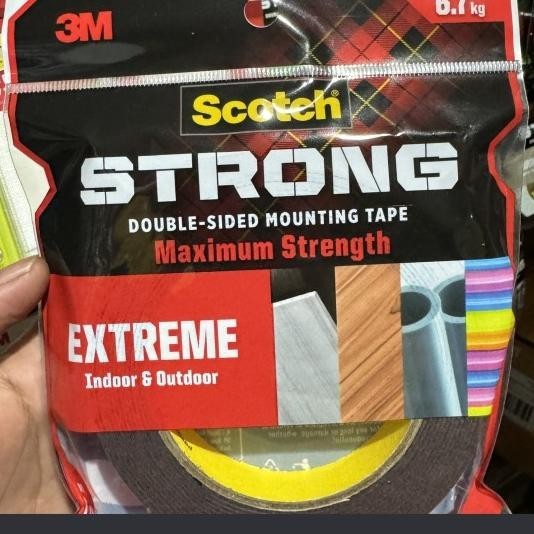 3M
6.7 kg
Scotch®
STRONG
DOUBLE-SIDED MOUNTING TAPE
Maximum Strength
EXTREME
Indoor & Outdoor